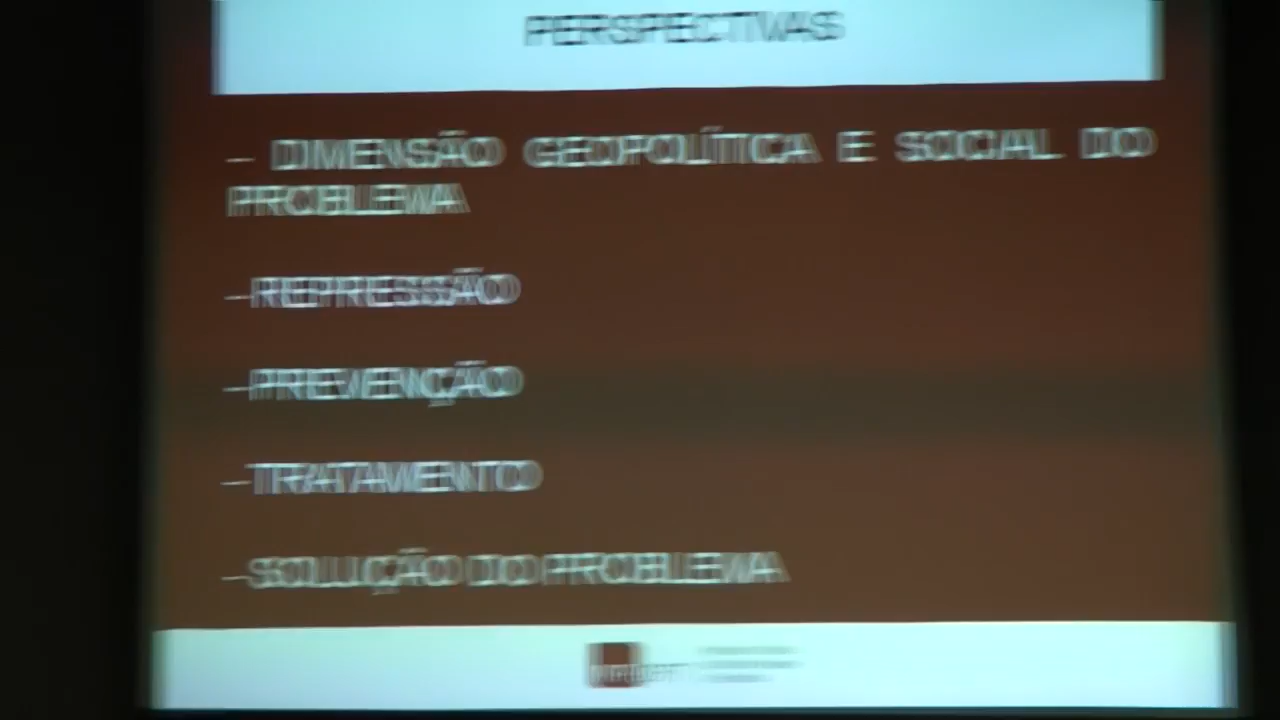 PERSPECTIVAS
– DIMENSÃO GEOPOLÍTICA E SOCIAL DO
PROBLEMA
–REPRESSÃO
–PREVENÇÃO
–TRATAMENTO
–SOLUÇÃO DO PROBLEMA